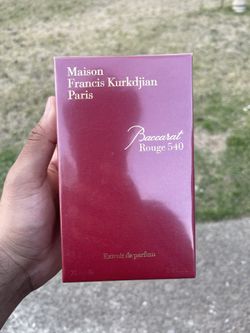 Maison
Francis Kurkdjian
Paris
Baccarat
Rouge 540
Extrait de parfum